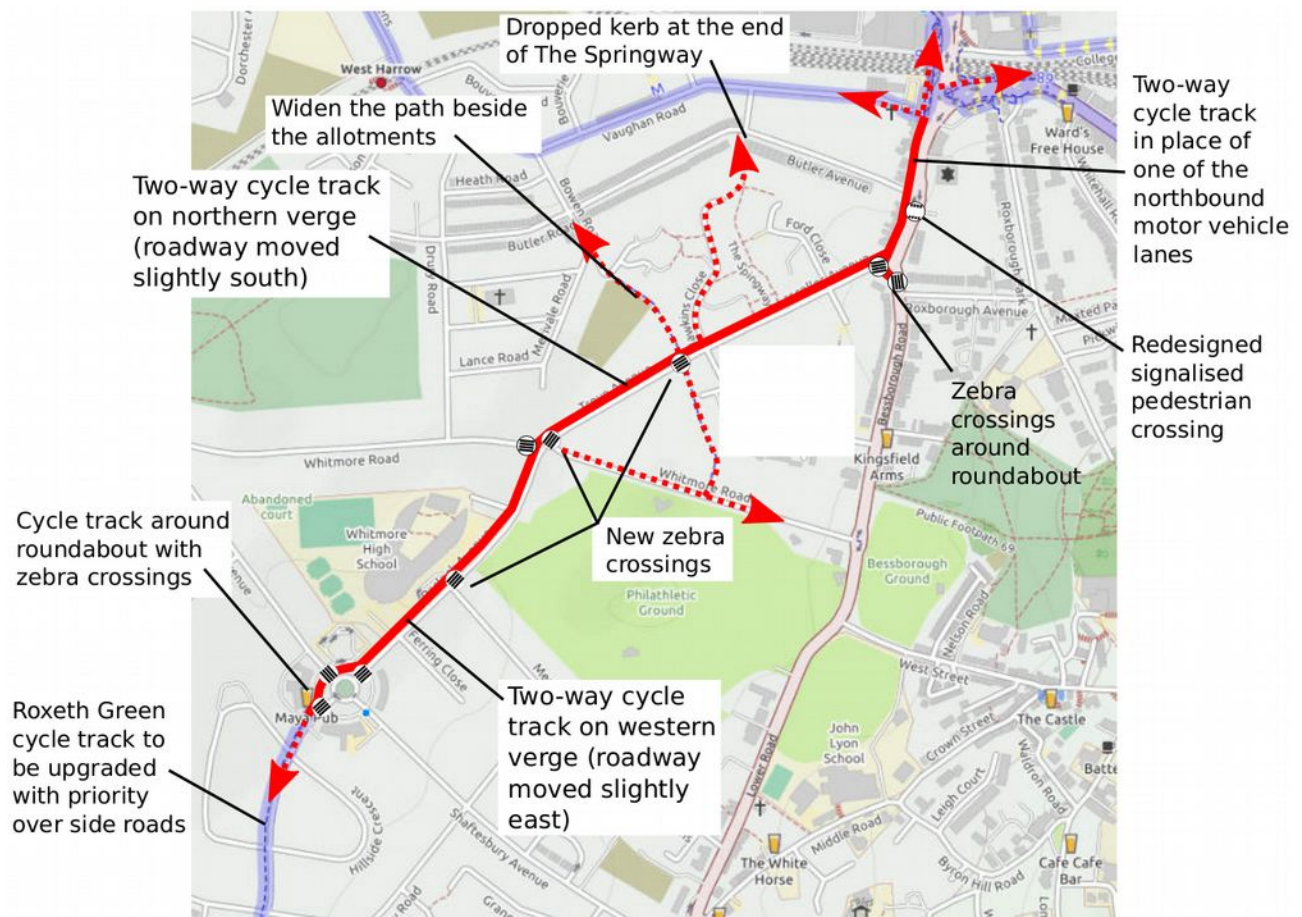 Dropped kerb at the end
of The Springway
Widen the path beside
the allotments
Two-way cycle track
on northern verge
(roadway moved
slightly south)
Two-way
cycle track
in place of
one of the
northbound
motor vehicle
lanes
Redesigned
signalised
pedestrian
crossing
Zebra
crossings
around
roundabout
New zebra
crossings
Cycle track around
roundabout with
zebra crossings
Roxeth Green
cycle track to
be upgraded
with priority
over side roads
Two-way cycle
track on western
verge (roadway
moved slightly
east)
West Harrow
Vaughan Road
M
89
College
Ward's
Free House
Heath Road
Butler Road
Butler Avenue
Ford Close
The Spingway
Drury Road
Merivale Road
Lance Road
Roxborough Park
Roxborough Avenue
Bessborough Road
Kingsfield
Arms
Whitmore Road
Whitmore Road
Abandoned
court
Whitmore
High
School
Philathletic
Ground
Public Footpath 69
Bessborough
Ground
Nelson Road
West Street
Ferring Close
Maya Pub
Hillside Crescent
Shaftesbury Avenue
Lower Road
John
Lyon
School
Crown Street
The Castle
Waldron Road
Leigh Court
Middle Road
Byron Hill Road
The White
Horse
Cafe Cafe
Bar